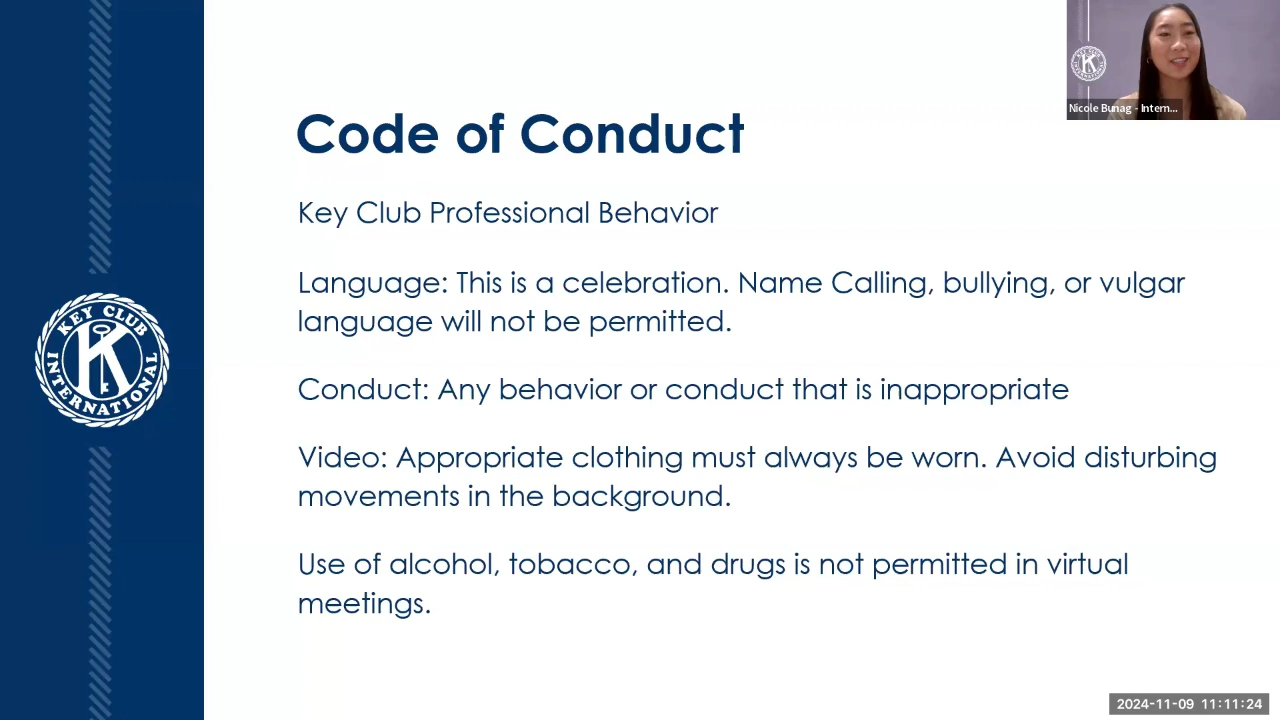 Nicole Bunag - Intern...
Code of Conduct
Key Club Professional Behavior
Language: This is a celebration. Name Calling, bullying, or vulgar
language will not be permitted.
Conduct: Any behavior or conduct that is inappropriate
Video: Appropriate clothing must always be worn. Avoid disturbing
movements in the background.
Use of alcohol, tobacco, and drugs is not permitted in virtual
meetings.
KEY CLUB
K
INTERNATIONAL
2024-11-09 11:11:24